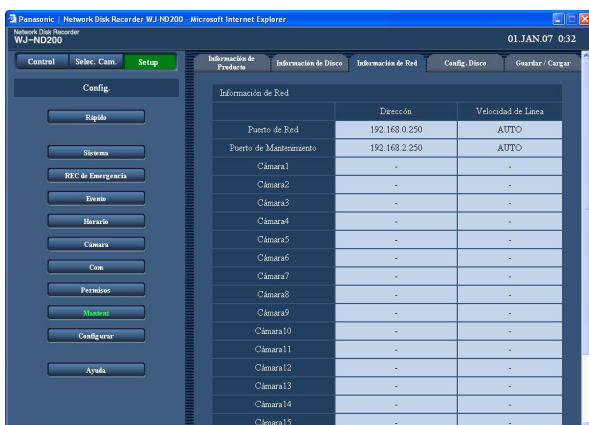 Panasonic | Network Disk Recorder WJ-ND200 - Microsoft Internet Explorer
Network Disk Recorder
WJ-ND200
01.JAN.07 0:32
Control Selec. Cam. Setup
Información de Producto Información de Disco Información de Red Config. Disco Guardar / Cargar
Config.
Rápido
Sistema
REC de Emergencia
Evento
Horario
Cámara
Com
Permisos
Manteni
Configurar
Ayuda
Información de Red
Direccón Velocidad de Linea
Puerto de Red 192.168.0.250 AUTO
Puerto de Mantenimiento 192.168.2.250 AUTO
Cámara1 - -
Cámara2 - -
Cámara3 - -
Cámara4 - -
Cámara5 - -
Cámara6 - -
Cámara7 - -
Cámara8 - -
Cámara9 - -
Cámara10 - -
Cámara11 - -
Cámara12 - -
Cámara13 - -
Cámara14 - -
Cámara15 - -